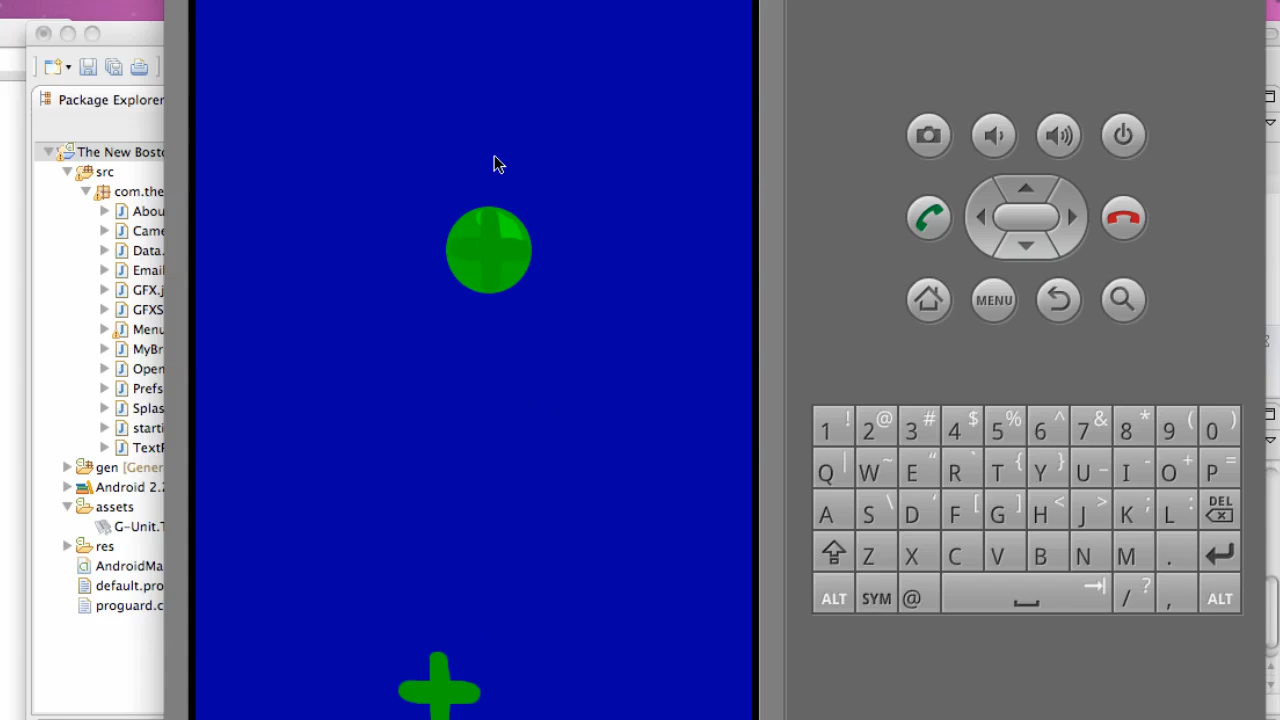 Package Explorer
The New Bosto
src
com.the
Abou
Came
Data.
Email
GFX.j
GFXS
Menu
MyBr
Open
Prefs
Splas
starti
TextP
gen [Gener
Android 2.2
assets
G-Unit.T
res
AndroidMa
default.pro
proguard.c
MENU
1 ! 2 @ 3 # 4 $ 5 % 6 ^ 7 & 8 * 9 ( 0 )
Q | W ~ E " R ` T { Y } U _ I - O + P =
A S \ D ' F [ G ] H < J > K ; L : DEL
Z X C V B N M .
ALT SYM @ / ? , ALT